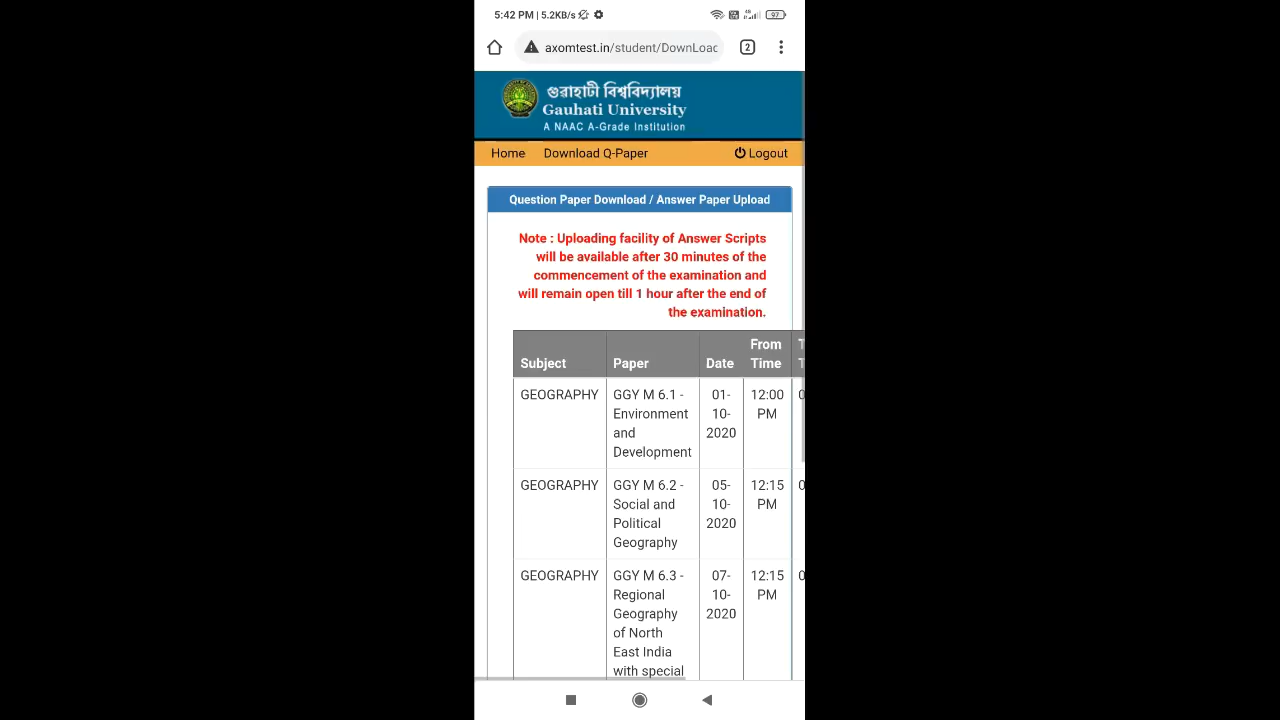 5:42 PM | 5.2KB/s
97
axomtest.in/student/DownLoad
2
গুৱাহাটী বিশ্ববিদ্যালয়
Gauhati University
A NAAC A-Grade Institution
Home Download Q-Paper Logout
Question Paper Download / Answer Paper Upload
Note : Uploading facility of Answer Scripts
will be available after 30 minutes of the
commencement of the examination and
will remain open till 1 hour after the end of
the examination.
Subject Paper Date From Time
GEOGRAPHY GGY M 6.1 - 01- 12:00
Environment 10- PM
and 2020
Development
GEOGRAPHY GGY M 6.2 - 05- 12:15
Social and 10- PM
Political 2020
Geography
GEOGRAPHY GGY M 6.3 - 07- 12:15
Regional 10- PM
Geography 2020
of North
East India
with special